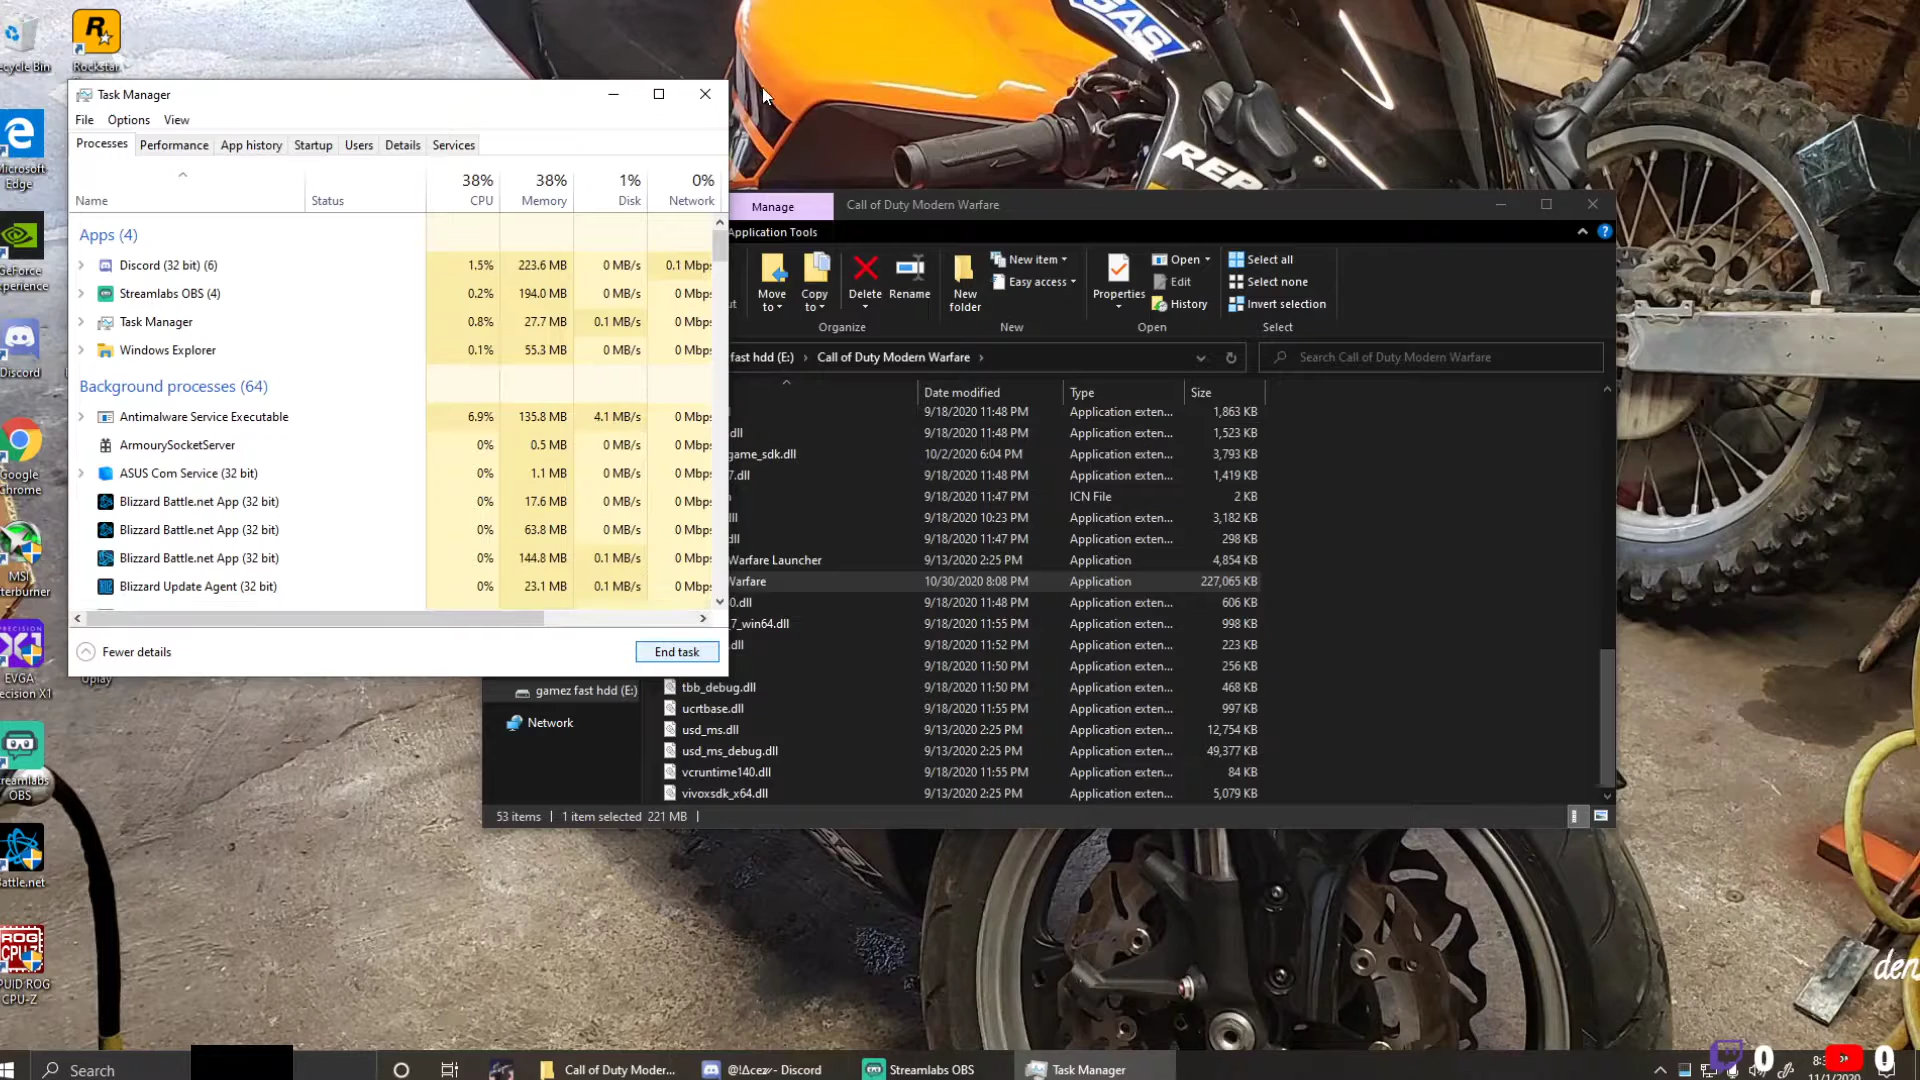 Recycle Bin
Rockstar
Microsoft
Edge
GeForce
Experience
Discord
Google
Chrome
MSI
Afterburner
EVGA
Precision X1
Uplay
Streamlabs
OBS
Battle.net
CPUID ROG
CPU-Z
Task Manager
File Options View
Processes Performance App history Startup Users Details Services
38% 38% 1% 0%
Name Status CPU Memory Disk Network
Apps (4)
Discord (32 bit) (6) 1.5% 223.6 MB 0 MB/s 0.1 Mbps
Streamlabs OBS (4) 0.2% 194.0 MB 0 MB/s 0 Mbps
Task Manager 0.8% 27.7 MB 0.1 MB/s 0 Mbps
Windows Explorer 0.1% 55.3 MB 0 MB/s 0 Mbps
Background processes (64)
Antimalware Service Executable 6.9% 135.8 MB 4.1 MB/s 0 Mbps
ArmourySocketServer 0% 0.5 MB 0 MB/s 0 Mbps
ASUS Com Service (32 bit) 0% 1.1 MB 0 MB/s 0 Mbps
Blizzard Battle.net App (32 bit) 0% 17.6 MB 0 MB/s 0 Mbps
Blizzard Battle.net App (32 bit) 0% 63.8 MB 0 MB/s 0 Mbps
Blizzard Battle.net App (32 bit) 0% 144.8 MB 0.1 MB/s 0 Mbps
Blizzard Update Agent (32 bit) 0% 23.1 MB 0.1 MB/s 0 Mbps
Fewer details End task
GAS
REP
Manage Call of Duty Modern Warfare
Application Tools
Move to Copy to Delete Rename New folder New item Easy access Properties Open Edit History Select all Select none Invert selection
Organize New Open Select
fast hdd (E:) › Call of Duty Modern Warfare › Search Call of Duty Modern Warfare
Date modified Type Size
9/18/2020 11:48 PM Application exten... 1,863 KB
dll 9/18/2020 11:48 PM Application exten... 1,523 KB
game_sdk.dll 10/2/2020 6:04 PM Application exten... 3,793 KB
7.dll 9/18/2020 11:48 PM Application exten... 1,419 KB
9/18/2020 11:47 PM ICN File 2 KB
dll 9/18/2020 10:23 PM Application exten... 3,182 KB
dll 9/18/2020 11:47 PM Application exten... 298 KB
Warfare Launcher 9/13/2020 2:25 PM Application 4,854 KB
Warfare 10/30/2020 8:08 PM Application 227,065 KB
0.dll 9/18/2020 11:48 PM Application exten... 606 KB
_7_win64.dll 9/18/2020 11:55 PM Application exten... 998 KB
.dll 9/18/2020 11:52 PM Application exten... 223 KB
9/18/2020 11:50 PM Application exten... 256 KB
tbb_debug.dll 9/18/2020 11:50 PM Application exten... 468 KB
ucrtbase.dll 9/18/2020 11:55 PM Application exten... 997 KB
usd_ms.dll 9/13/2020 2:25 PM Application exten... 12,754 KB
usd_ms_debug.dll 9/13/2020 2:25 PM Application exten... 49,377 KB
vcruntime140.dll 9/18/2020 11:55 PM Application exten... 84 KB
vivoxsdk_x64.dll 9/13/2020 2:25 PM Application exten... 5,079 KB
gamez fast hdd (E:)
Network
53 items 1 item selected 221 MB
den
Search Call of Duty Moder... @!Δcez - Discord Streamlabs OBS Task Manager
0 0
11/1/2020